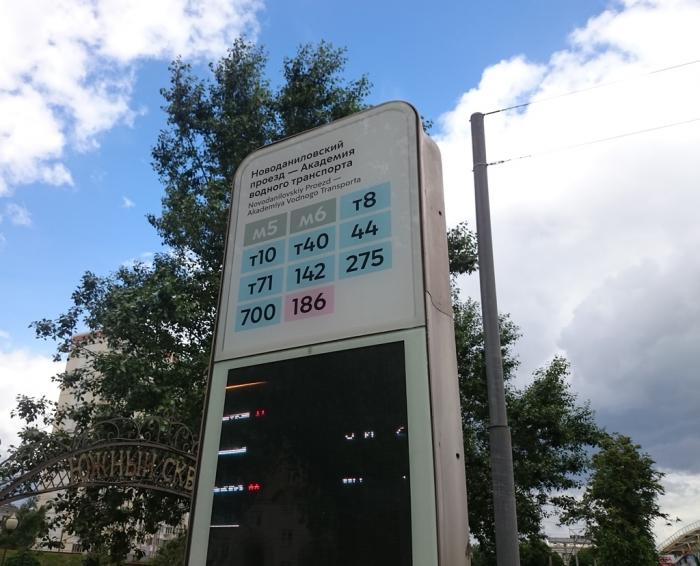 Новоданиловский
проезд — Академия
водного транспорта
Novodanilovskiy Proezd —
Akademiya Vodnogo Transporta
м5 м6 т8
т10 т40 44
т71 142 275
700 186
ЮЖНЫЙ